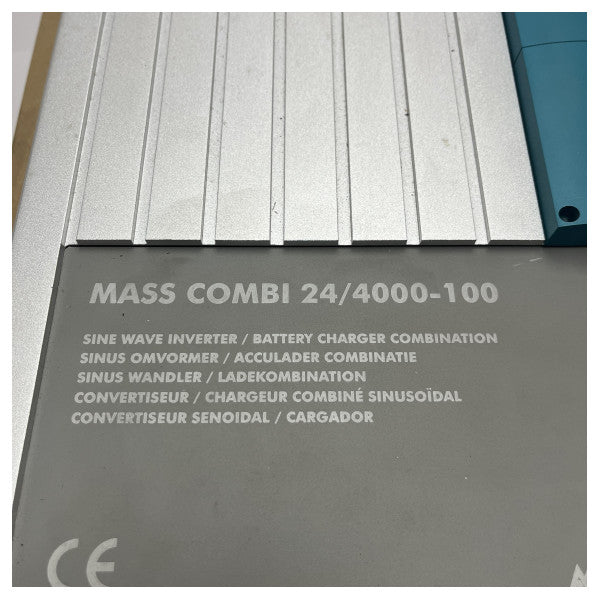 MASS COMBI 24/4000-100
SINE WAVE INVERTER / BATTERY CHARGER COMBINATION
SINUS OMVORMER / ACCULADER COMBINATIE
SINUS WANDLER / LADEKOMBINATION
CONVERTISEUR / CHARGEUR COMBINÉ SINUSOÏDAL
CONVERTISEUR SENOIDAL / CARGADOR
CE